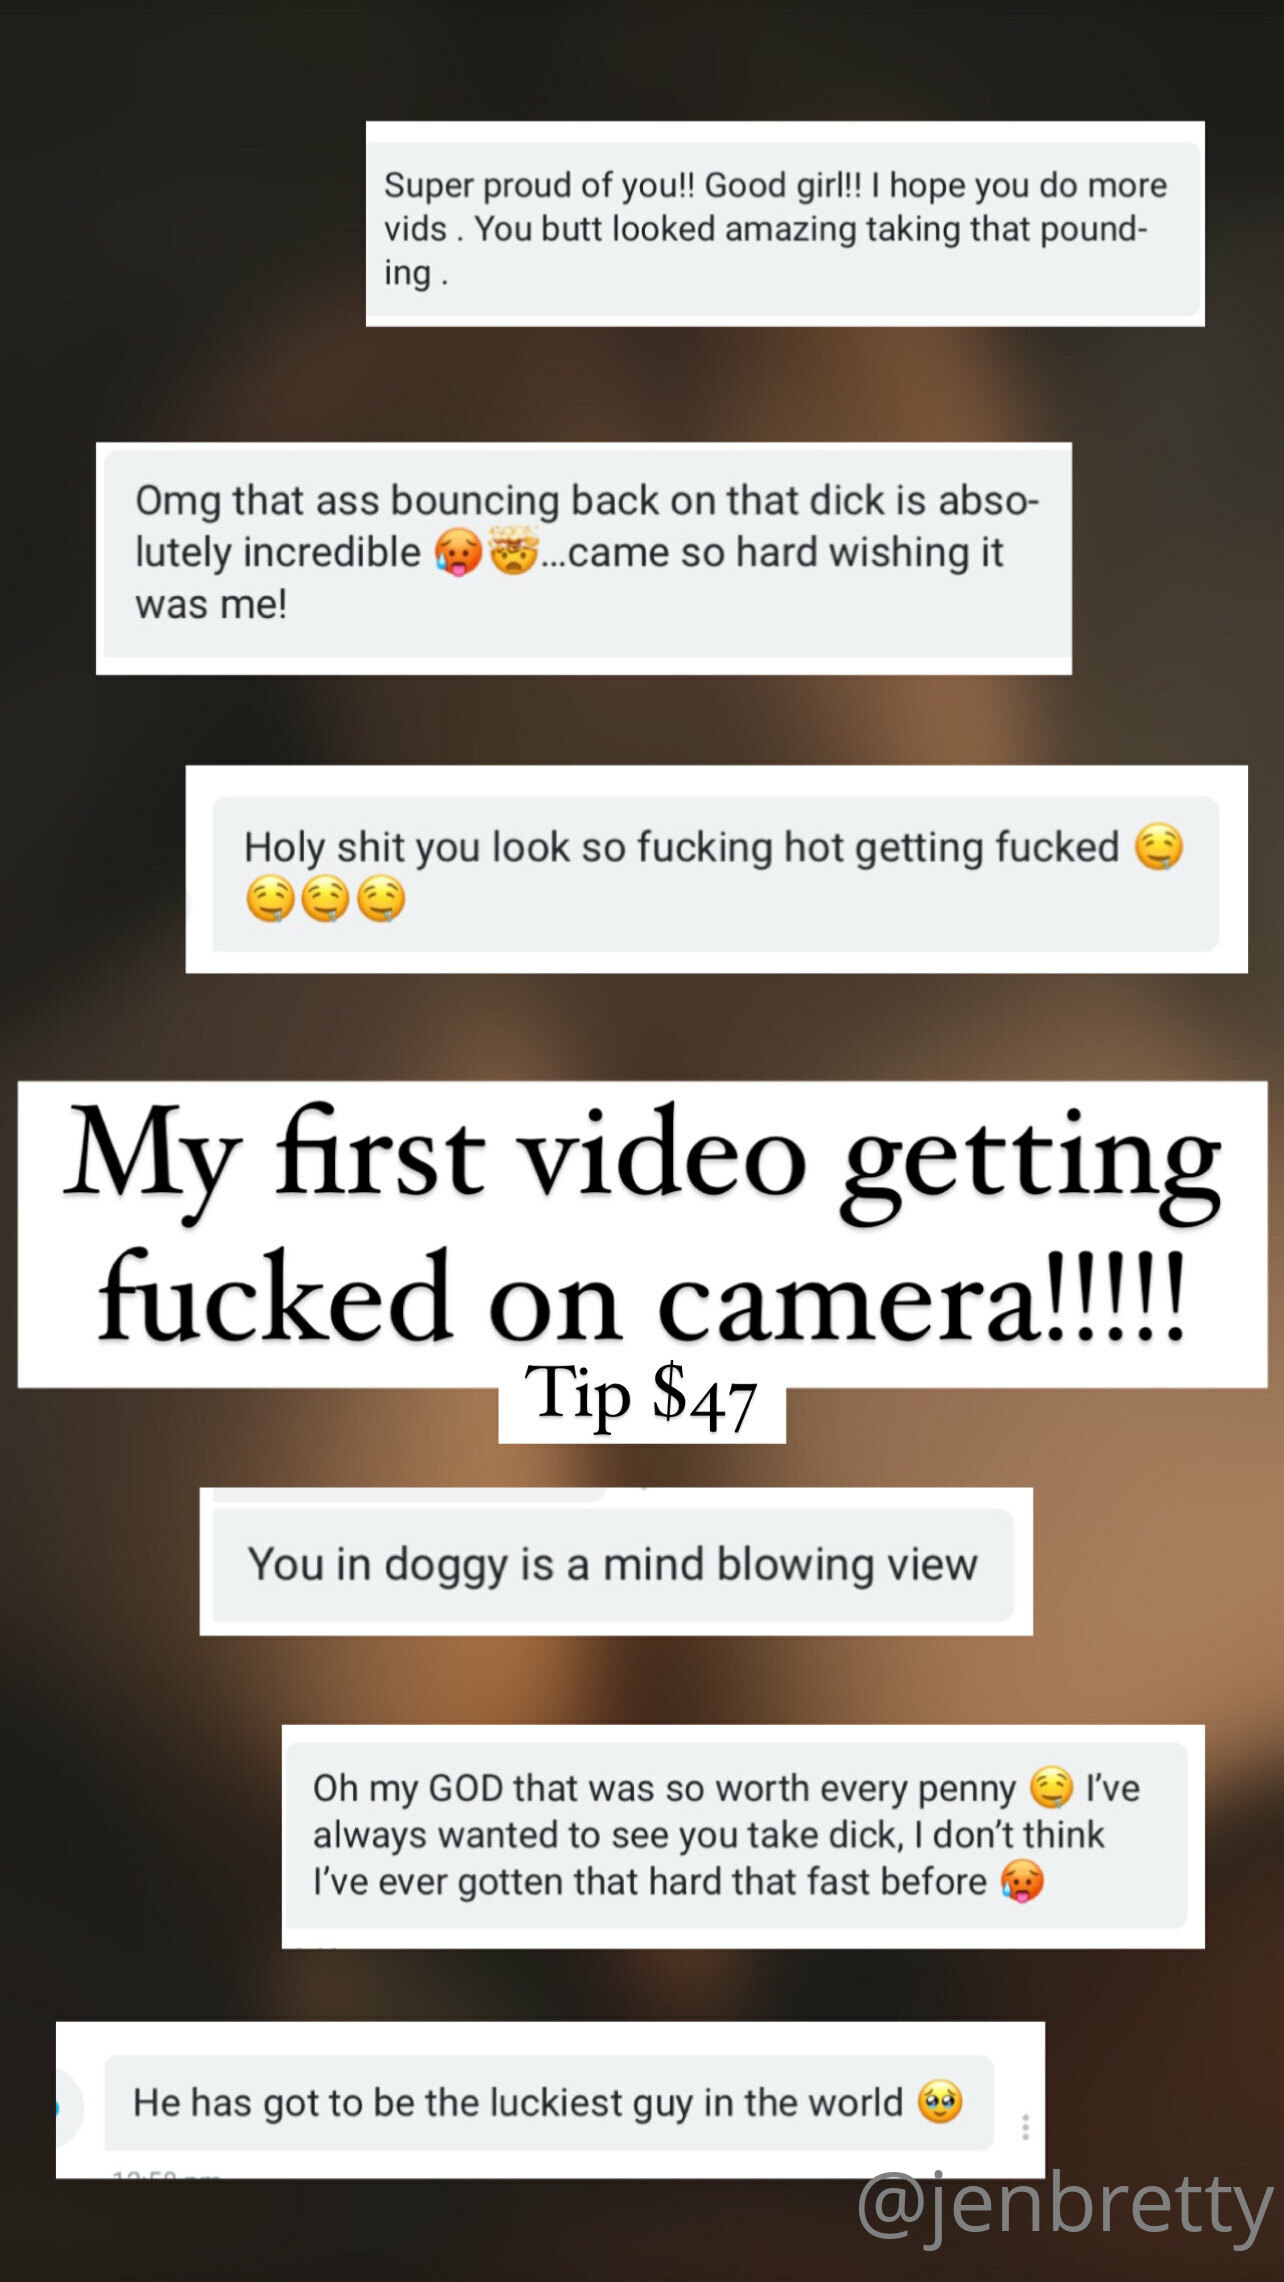 Super proud of you!! Good girl!! I hope you do more
vids . You butt looked amazing taking that pound-
ing .
Omg that ass bouncing back on that dick is abso-
lutely incredible 🥵🤯...came so hard wishing it
was me!
Holy shit you look so fucking hot getting fucked 🤤
🤤🤤🤤
My first video getting
fucked on camera!!!!!
Tip $47
You in doggy is a mind blowing view
Oh my GOD that was so worth every penny 🤤 I've
always wanted to see you take dick, I don't think
I've ever gotten that hard that fast before 🥵
He has got to be the luckiest guy in the world 🥹
@jenbretty